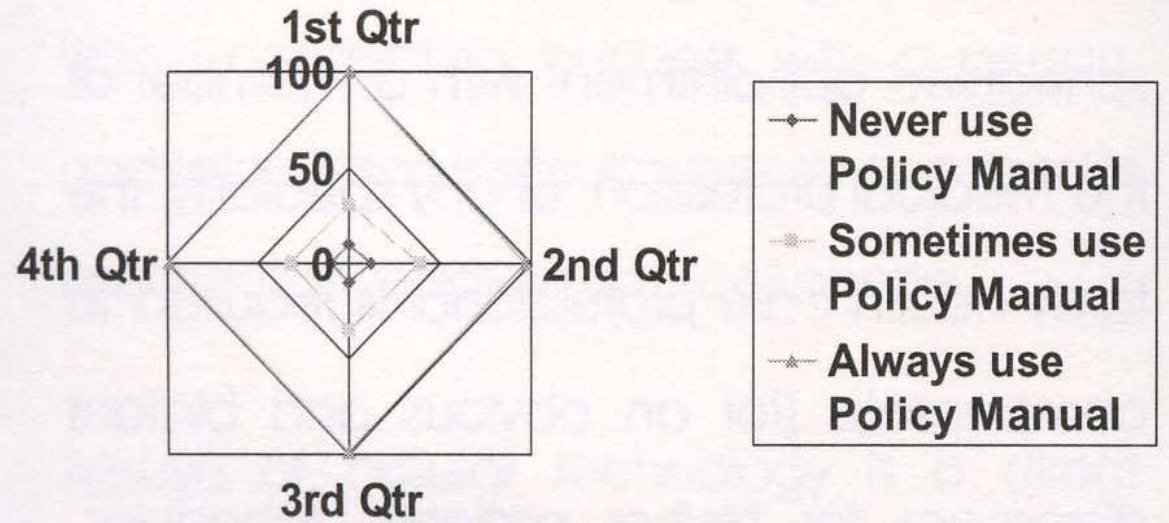 1st Qtr
100
50
4th Qtr
0
2nd Qtr
3rd Qtr
Never use
Policy Manual
Sometimes use
Policy Manual
Always use
Policy Manual